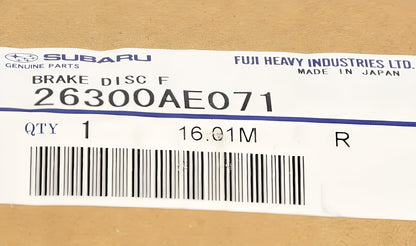 SUBARU FUJI HEAVY INDUSTRIES LTD.
GENUINE PARTS MADE IN JAPAN
BRAKE DISC F
26300AE071
QTY 1 16.01M R